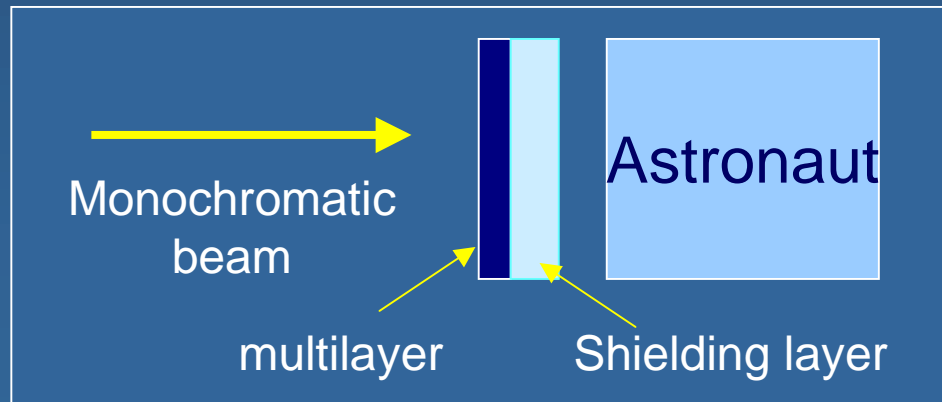 Astronaut
Monochromatic
beam
multilayer
Shielding layer